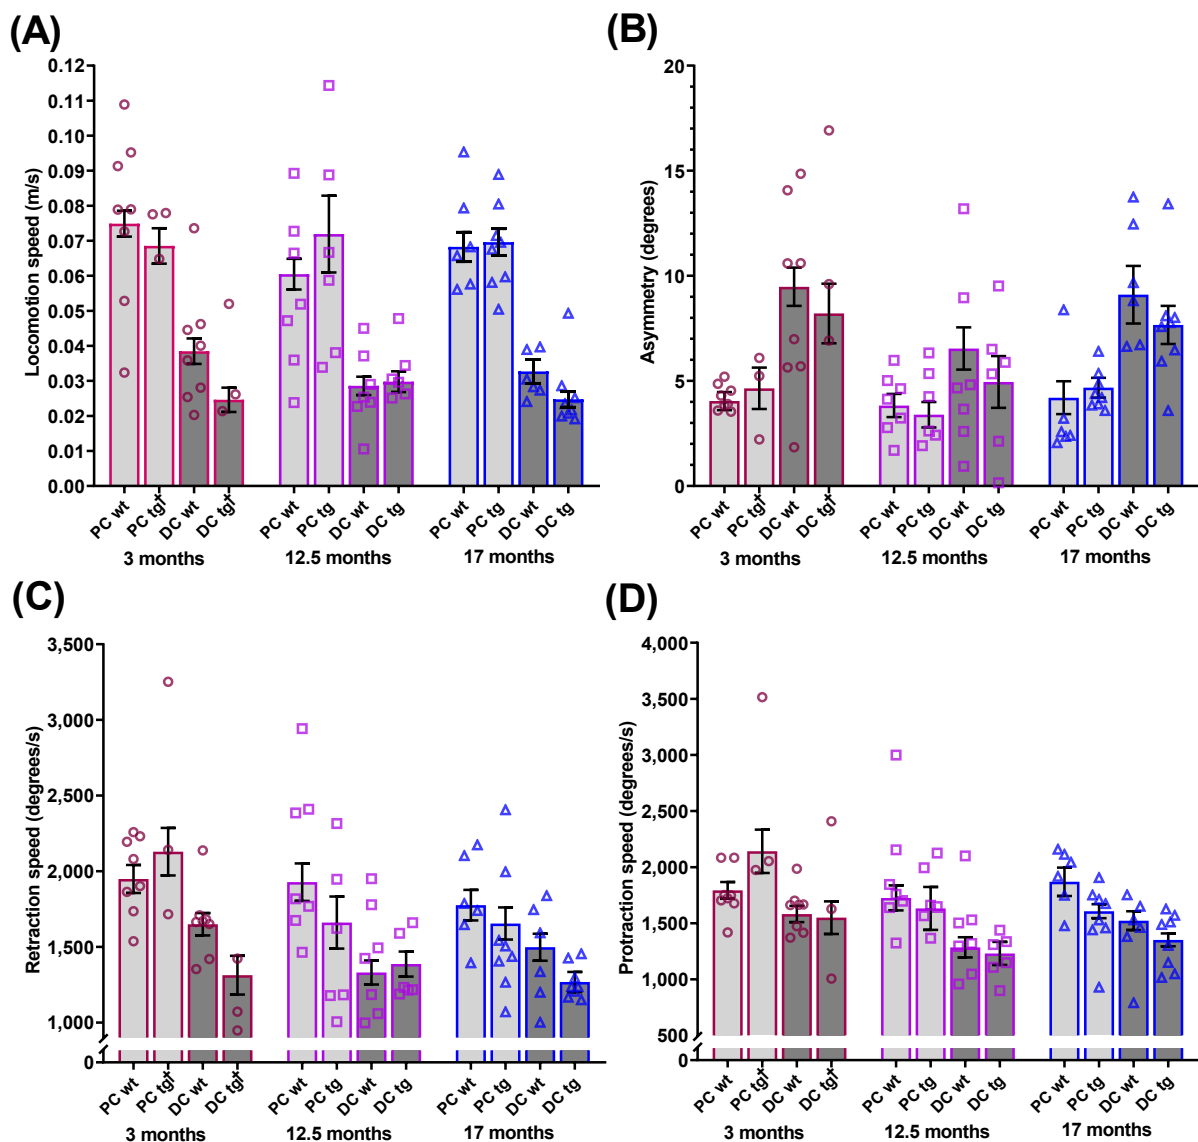 (A)
Locomotion speed (m/s)
0.12
0.11
0.10
0.09
0.08
0.07
0.06
0.05
0.04
0.03
0.02
0.01
0.00
PC wt
PC tg†
DC wt
DC tg†
PC wt
PC tg
DC wt
DC tg
PC wt
PC tg
DC wt
DC tg
3 months
12.5 months
17 months
(B)
Asymmetry (degrees)
20
15
10
5
0
PC wt
PC tg†
DC wt
DC tg†
PC wt
PC tg
DC wt
DC tg
PC wt
PC tg
DC wt
DC tg
3 months
12.5 months
17 months
(C)
Retraction speed (degrees/s)
3,500
3,000
2,500
2,000
1,500
1,000
0
PC wt
PC tg†
DC wt
DC tg†
PC wt
PC tg
DC wt
DC tg
PC wt
PC tg
DC wt
DC tg
3 months
12.5 months
17 months
(D)
Protraction speed (degrees/s)
4,000
3,500
3,000
2,500
2,000
1,500
1,000
500
0
PC wt
PC tg†
DC wt
DC tg†
PC wt
PC tg
DC wt
DC tg
PC wt
PC tg
DC wt
DC tg
3 months
12.5 months
17 months